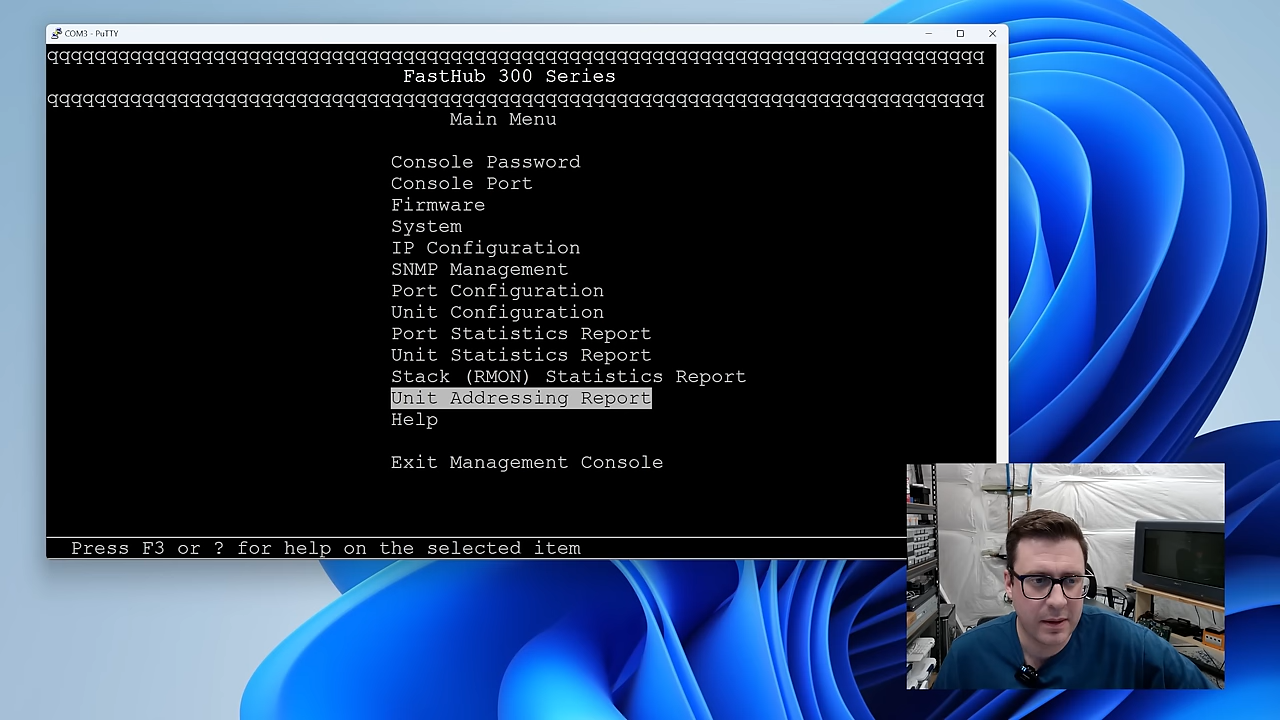 COM3 - PuTTY
qqqqqqqqqqqqqqqqqqqqqqqqqqqqqqqqqqqqqqqqqqqqqqqqqqqqqqqqqqqqqqqqqqqqqqqqqqqqqqq
FastHub 300 Series
qqqqqqqqqqqqqqqqqqqqqqqqqqqqqqqqqqqqqqqqqqqqqqqqqqqqqqqqqqqqqqqqqqqqqqqqqqqqqqq
Main Menu
Console Password
Console Port
Firmware
System
IP Configuration
SNMP Management
Port Configuration
Unit Configuration
Port Statistics Report
Unit Statistics Report
Stack (RMON) Statistics Report
Unit Addressing Report
Help
Exit Management Console
Press F3 or ? for help on the selected item